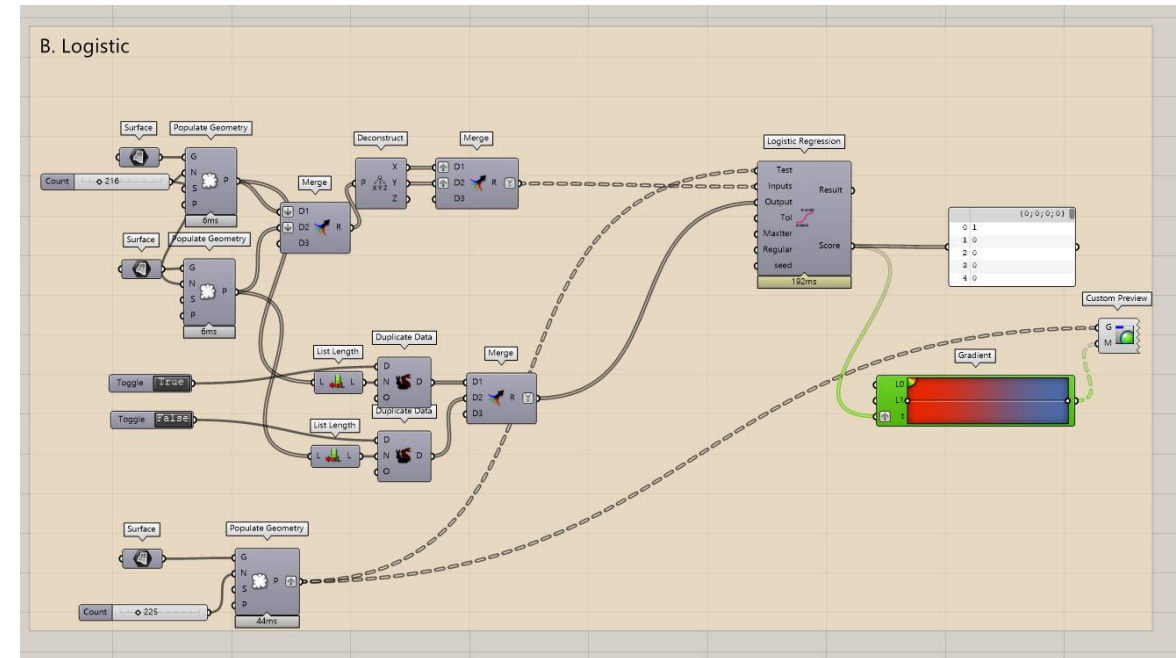 B. Logistic
Surface
Populate Geometry
G
N
S
P
P
6ms
Count
216
Surface
Populate Geometry
G
N
S
P
P
6ms
Merge
D1
D2
D3
R
Deconstruct
P
XYZ
X
Y
Z
Merge
D1
D2
D3
R
Logistic Regression
Test
Inputs
Output
Tol
MaxIter
Regular
seed
Result
Score
192ms
{0;0;0;0}
0 1
1 0
2 0
3 0
4 0
Custom Preview
G
M
Gradient
L0
L1
t
Toggle True
Toggle False
List Length
L L
Duplicate Data
D
N
O
D
List Length
L L
Duplicate Data
D
N
O
D
Merge
D1
D2
D3
R
Surface
Populate Geometry
G
N
S
P
P
44ms
Count
225